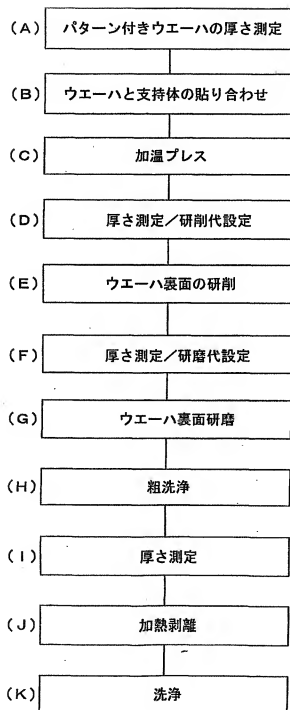 (A) パターン付きウエーハの厚さ測定
(B) ウエーハと支持体の貼り合わせ
(C) 加温プレス
(D) 厚さ測定/研削代設定
(E) ウエーハ裏面の研削
(F) 厚さ測定/研磨代設定
(G) ウエーハ裏面研磨
(H) 粗洗浄
(I) 厚さ測定
(J) 加熱剥離
(K) 洗浄